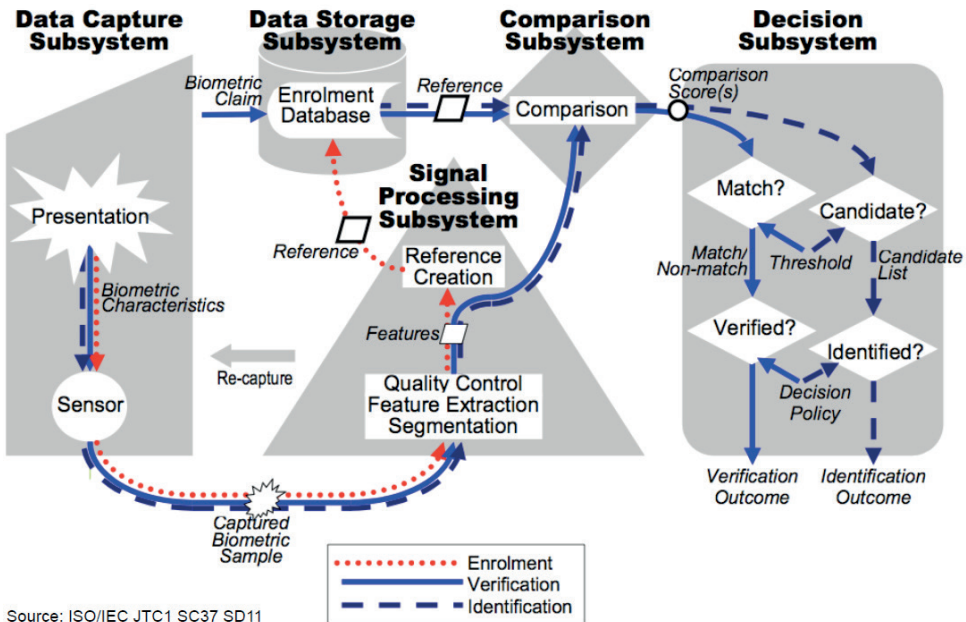 Data Capture
Subsystem
Data Storage
Subsystem
Comparison
Subsystem
Decision
Subsystem
Biometric
Claim
Enrolment
Database
Reference
Comparison
Comparison
Score(s)
Presentation
Signal
Processing
Subsystem
Match?
Candidate?
Reference
Reference
Creation
Match/
Non-match
Threshold
Candidate
List
Biometric
Characteristics
Features
Verified?
Identified?
Re-capture
Sensor
Quality Control
Feature Extraction
Segmentation
Decision
Policy
Verification
Outcome
Identification
Outcome
Captured
Biometric
Sample
Enrolment
Verification
Identification
Source: ISO/IEC JTC1 SC37 SD11